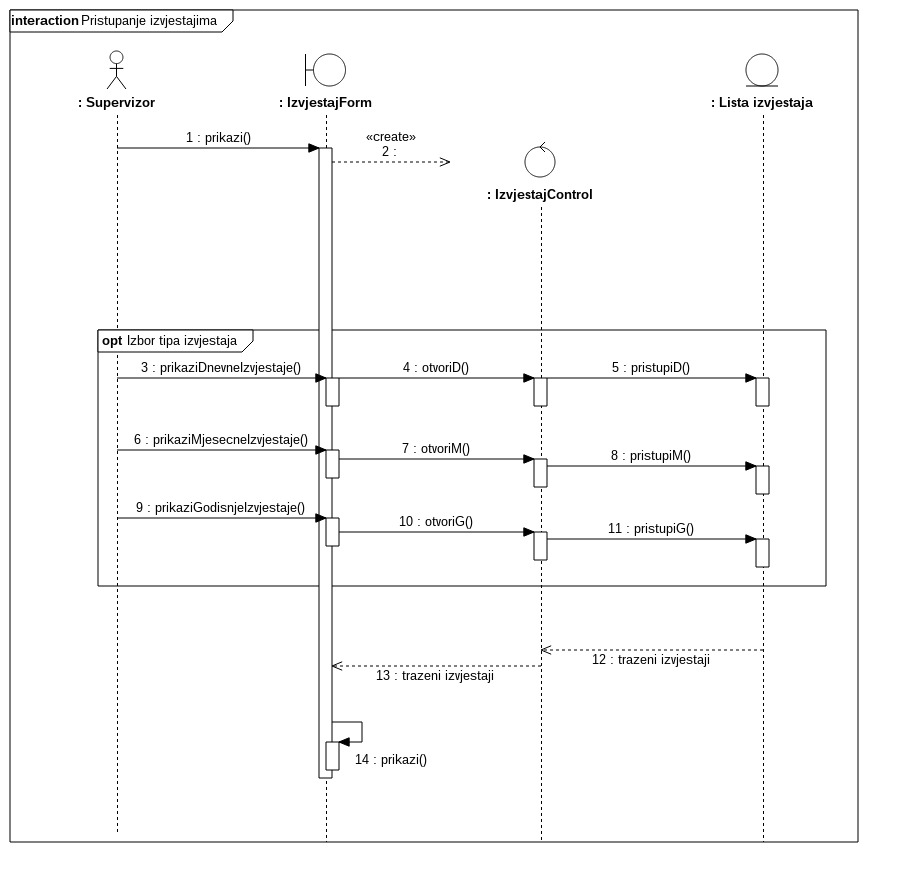 interaction Pristupanje izvjestajima
: Supervizor
: IzvjestajForm
: Lista izvjestaja
1 : prikazi()
«create»
2 :
: IzvjestajControl
opt Izbor tipa izvjestaja
3 : prikaziDnevneIzvjestaje()
4 : otvoriD()
5 : pristupiD()
6 : prikaziMjesecneIzvjestaje()
7 : otvoriM()
8 : pristupiM()
9 : prikaziGodisnjeIzvjestaje()
10 : otvoriG()
11 : pristupiG()
12 : trazeni izvjestaji
13 : trazeni izvjestaji
14 : prikazi()